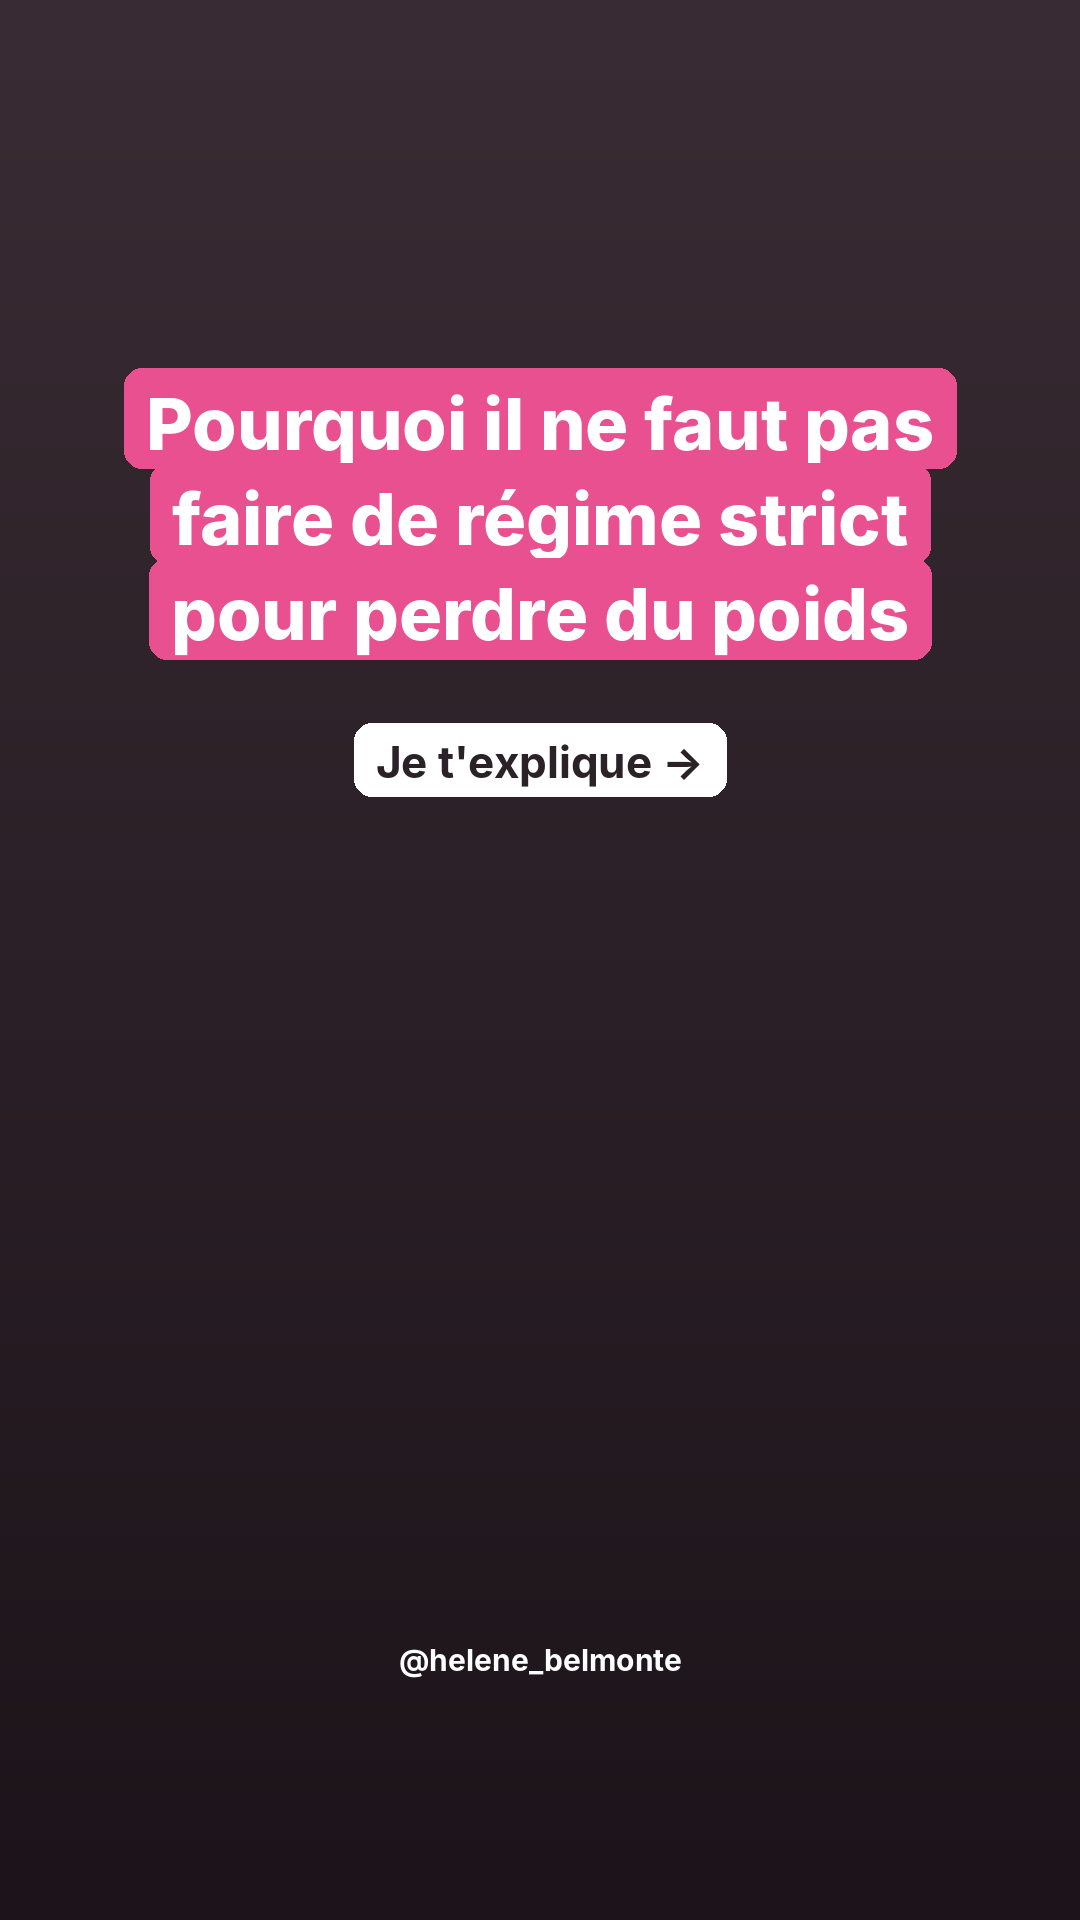 Pourquoi il ne faut pas
faire de régime strict
pour perdre du poids
Je t'explique →
@helene_belmonte